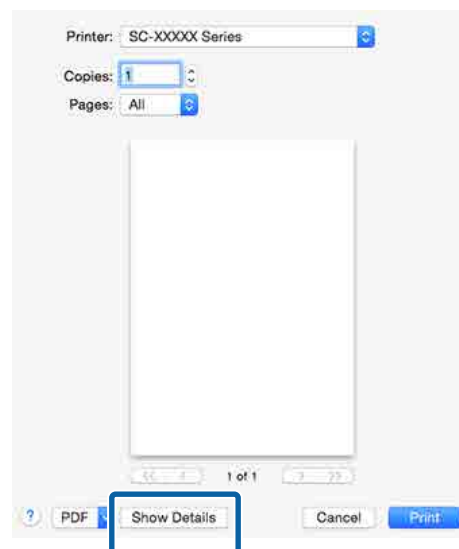 Printer: SC-XXXXX Series
Copies: 1
Pages: All
<< < 1 of 1 > >>
? PDF Show Details Cancel Print